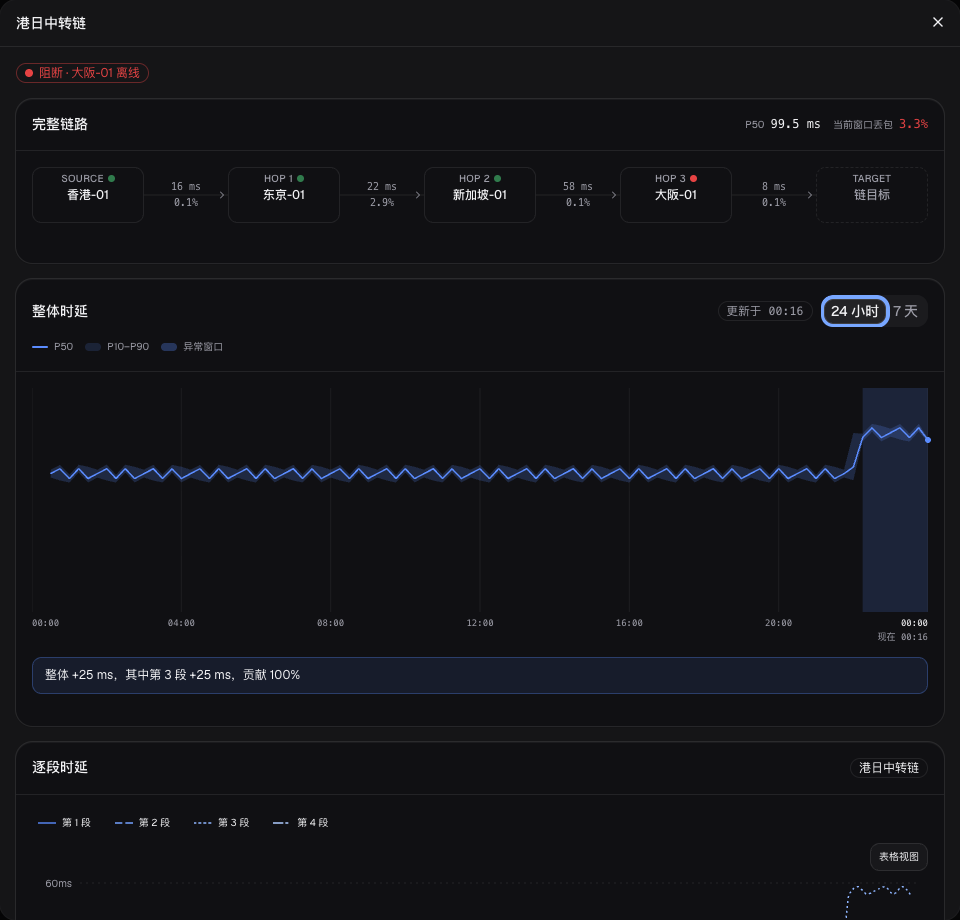 港日中转链
阻断 · 大阪-01 离线
完整链路
P50 99.5 ms 当前窗口丢包 3.3%
SOURCE
香港-01
16 ms
0.1%
HOP 1
东京-01
22 ms
2.9%
HOP 2
新加坡-01
58 ms
0.1%
HOP 3
大阪-01
8 ms
0.1%
TARGET
链目标
整体时延
更新于 00:16
24 小时
7 天
P50
P10–P90
异常窗口
00:00 04:00 08:00 12:00 16:00 20:00 00:00
现在 00:16
整体 +25 ms，其中第 3 段 +25 ms，贡献 100%
逐段时延
港日中转链
第 1 段
第 2 段
第 3 段
第 4 段
表格视图
60ms